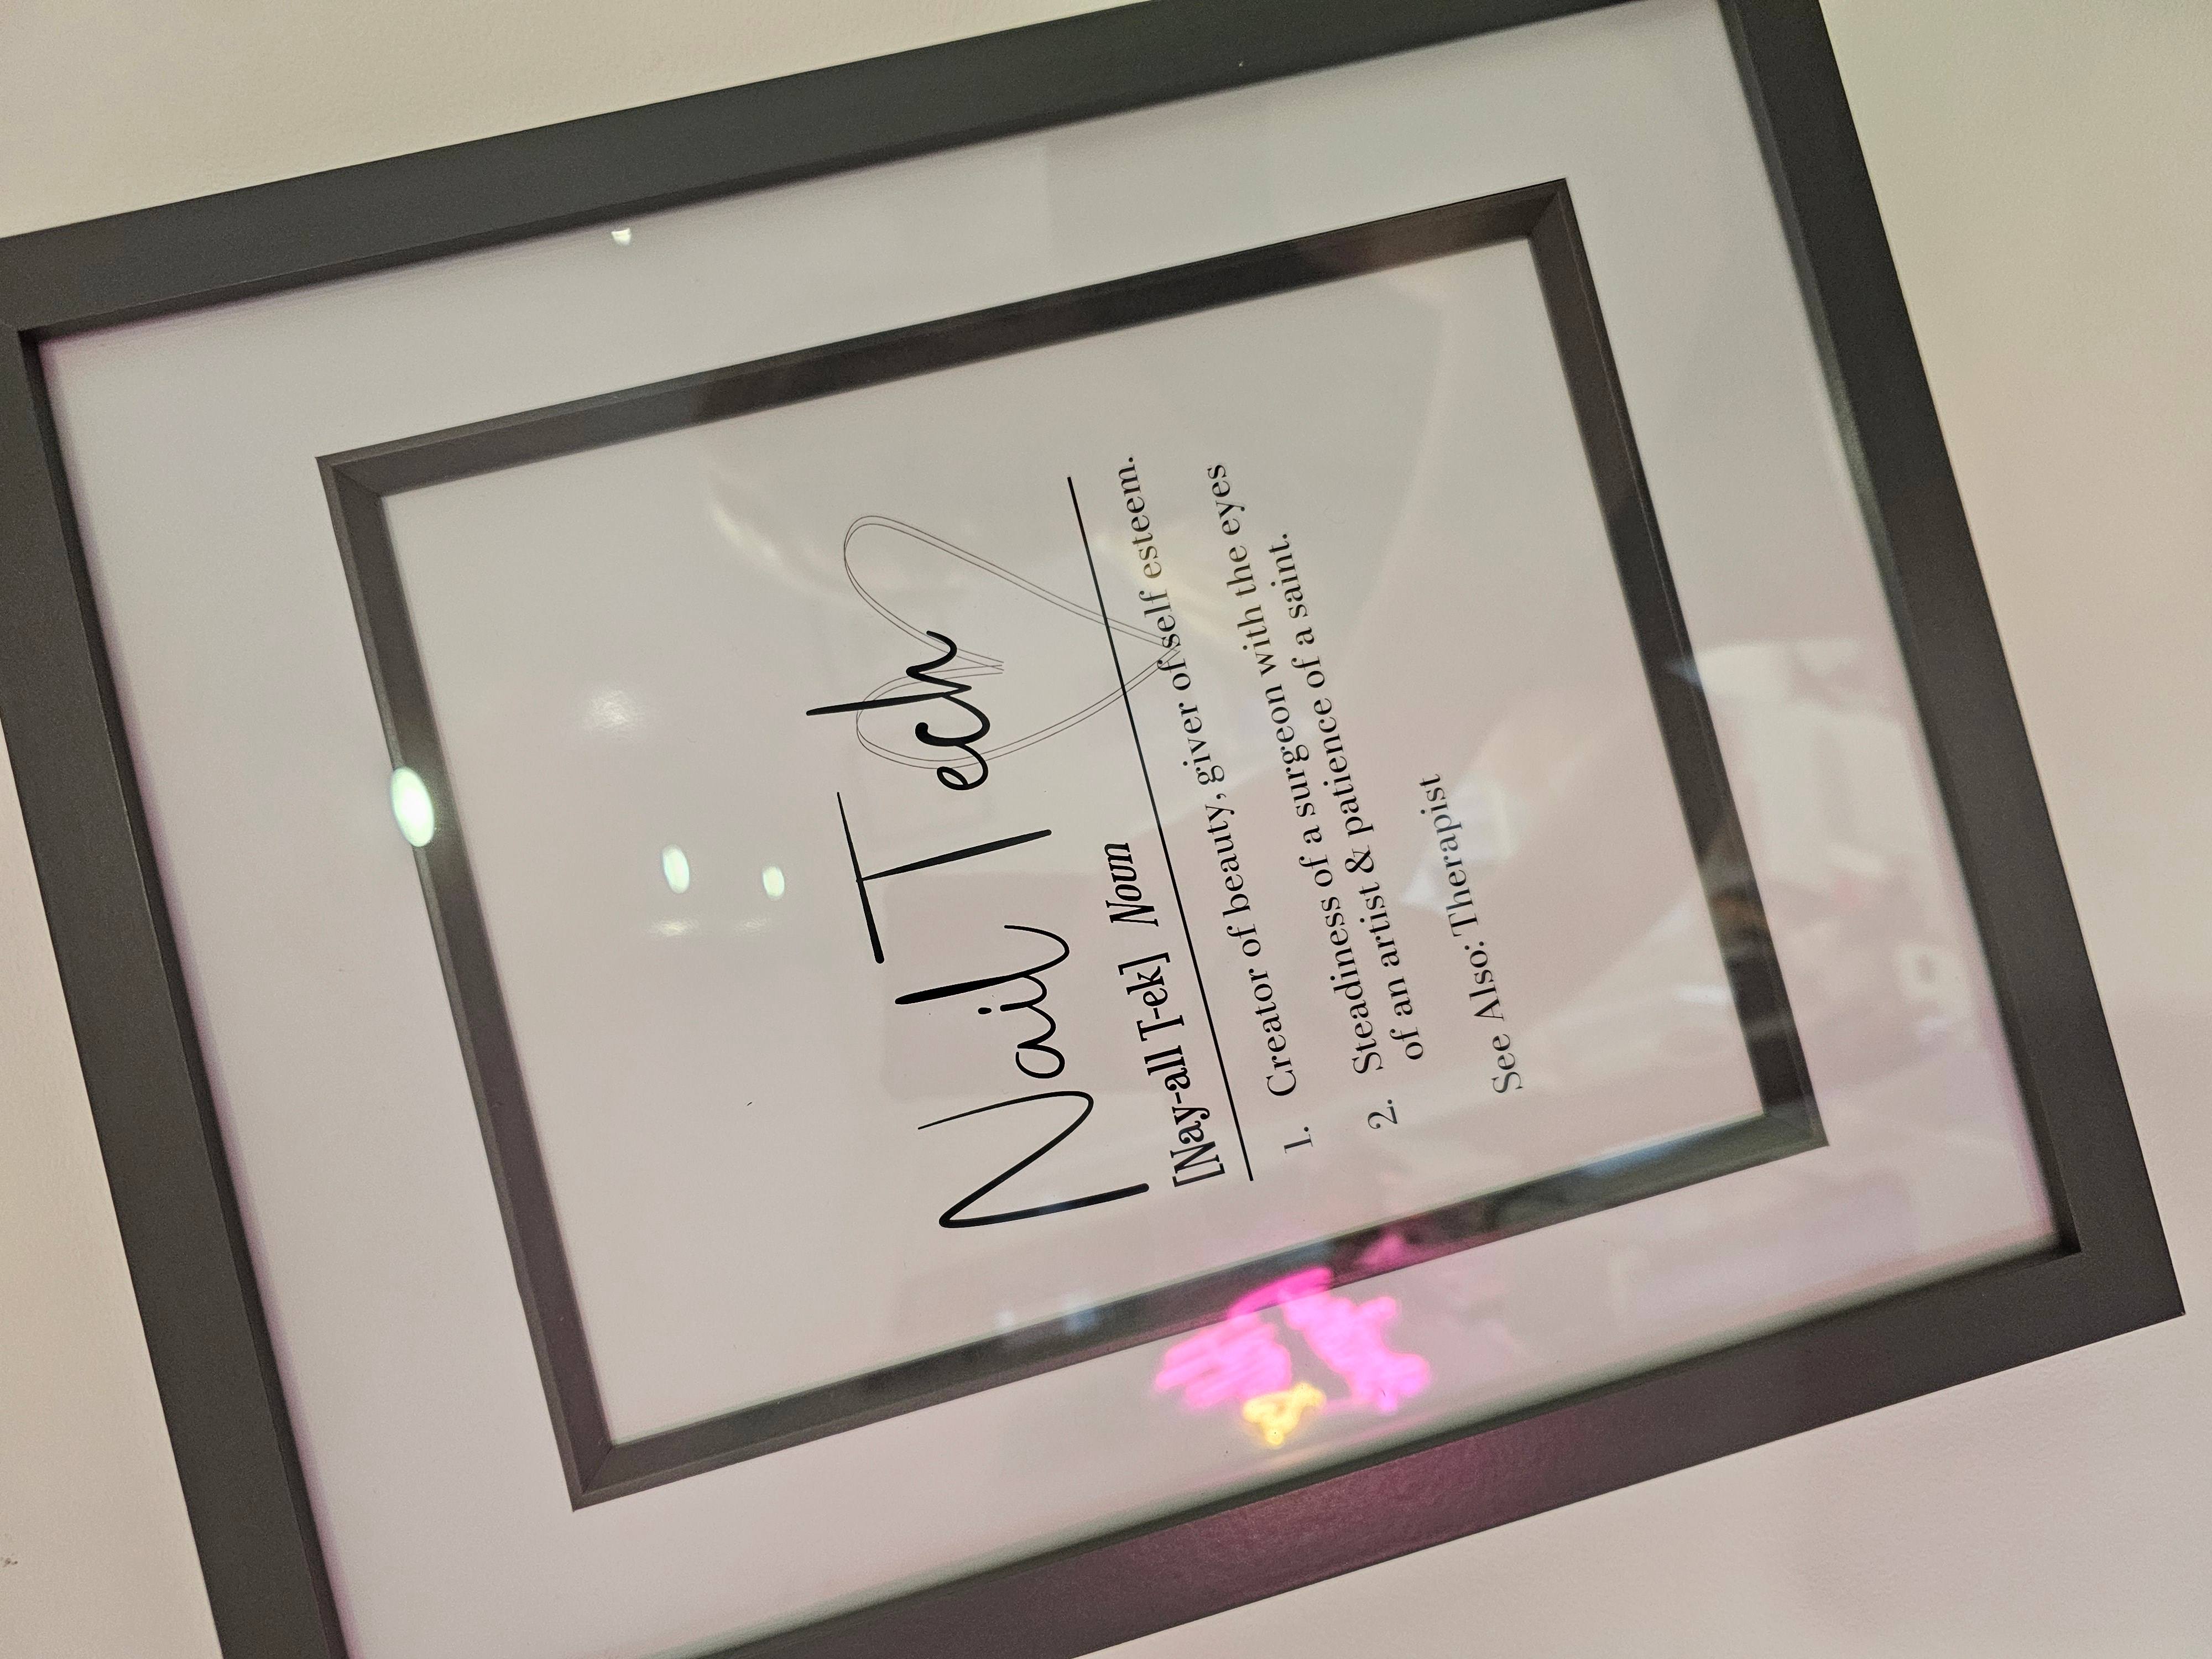 Nail Tech
[Nay-all T-ek] Noun
1. Creator of beauty, giver of self esteem.
2. Steadiness of a surgeon with the eyes
of an artist & patience of a saint.
See Also: Therapist